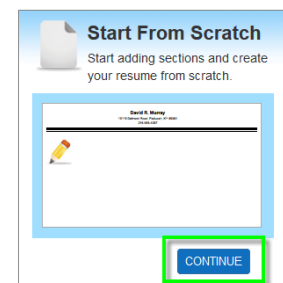 Start From Scratch
Start adding sections and create
your resume from scratch.
David R. Murray
CONTINUE